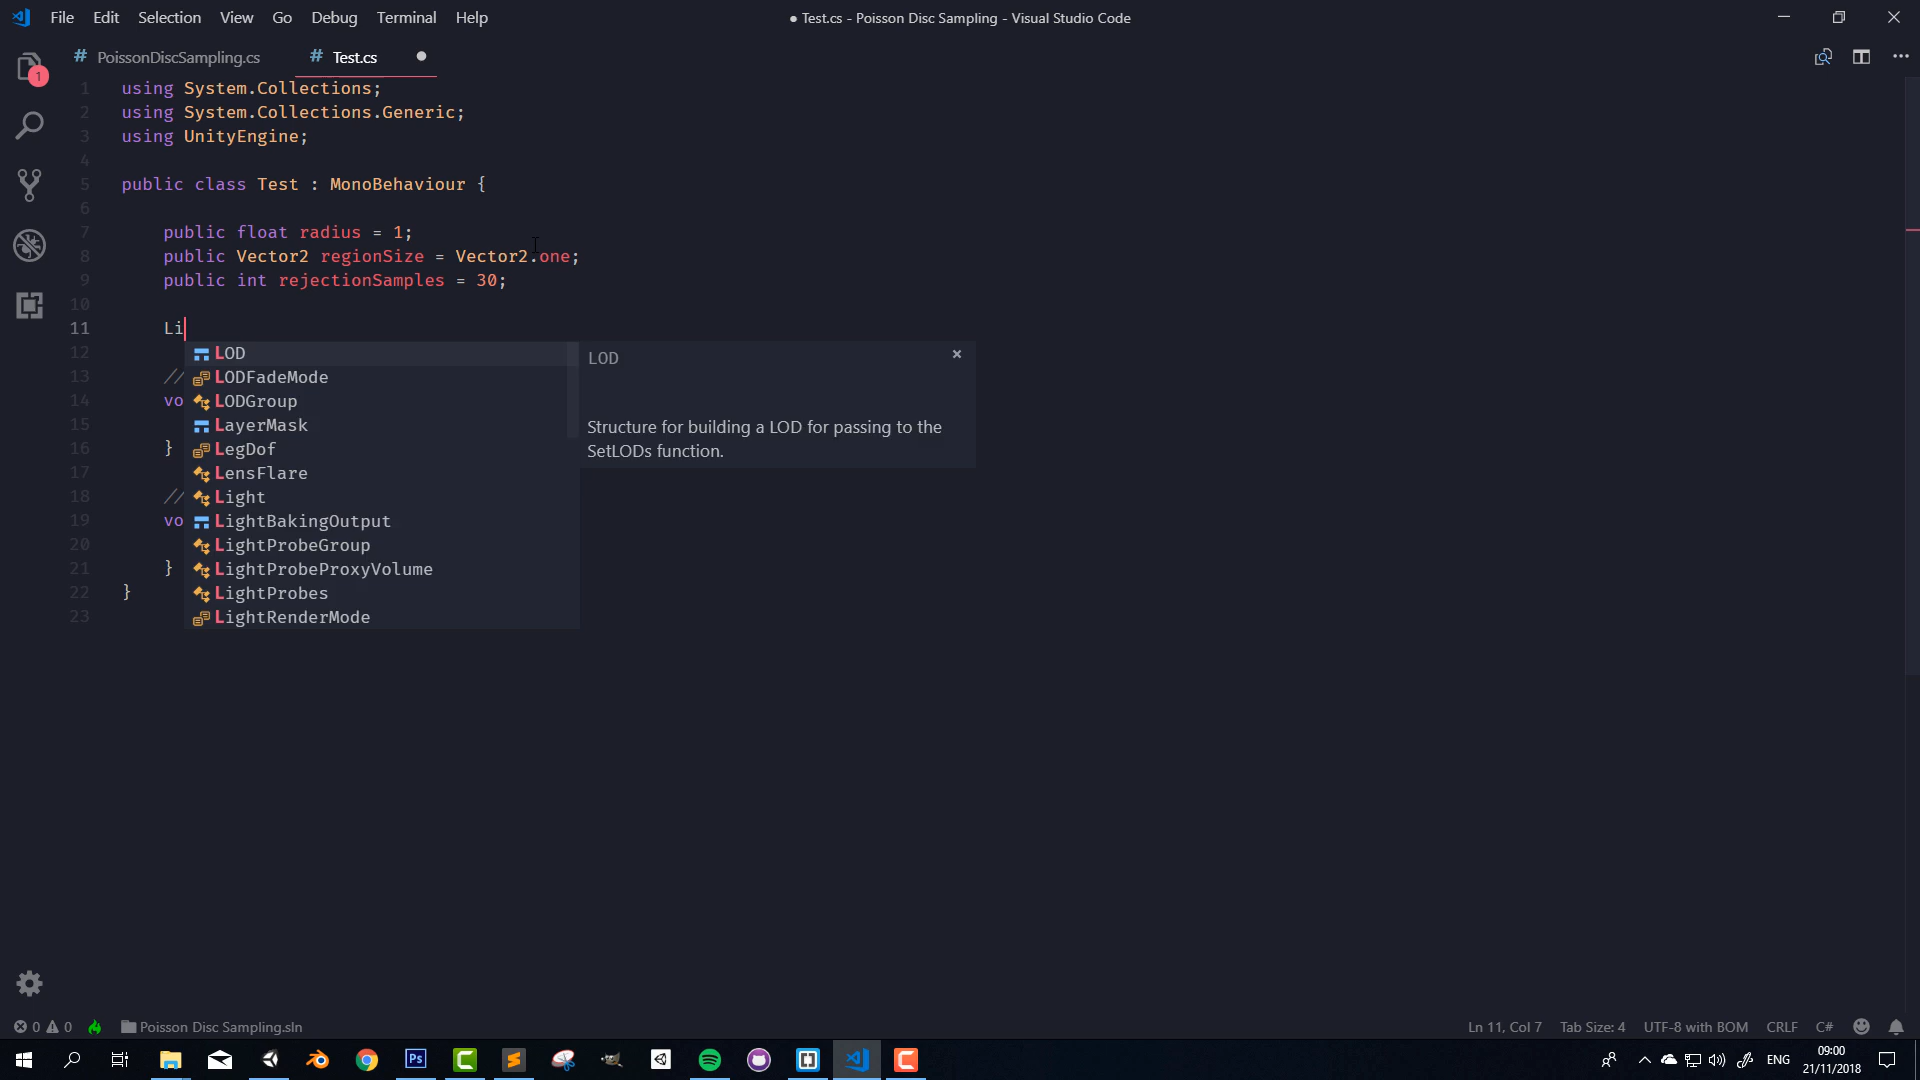 File Edit Selection View Go Debug Terminal Help
● Test.cs - Poisson Disc Sampling - Visual Studio Code
# PoissonDiscSampling.cs # Test.cs ●
1
1 using System.Collections;
2 using System.Collections.Generic;
3 using UnityEngine;
4
5 public class Test : MonoBehaviour {
6
7 public float radius = 1;
8 public Vector2 regionSize = Vector2.one;
9 public int rejectionSamples = 30;
10
11 Li
12 LOD
13 // LODFadeMode
14 vo LODGroup
15 LayerMask
16 } LegDof
17 LensFlare
18 // Light
19 vo LightBakingOutput
20 LightProbeGroup
21 } LightProbeProxyVolume
22 } LightProbes
23 LightRenderMode
LOD
Structure for building a LOD for passing to the
SetLODs function.
0 0 Poisson Disc Sampling.sln
Ln 11, Col 7 Tab Size: 4 UTF-8 with BOM CRLF C#
Ps
ENG
09:00
21/11/2018